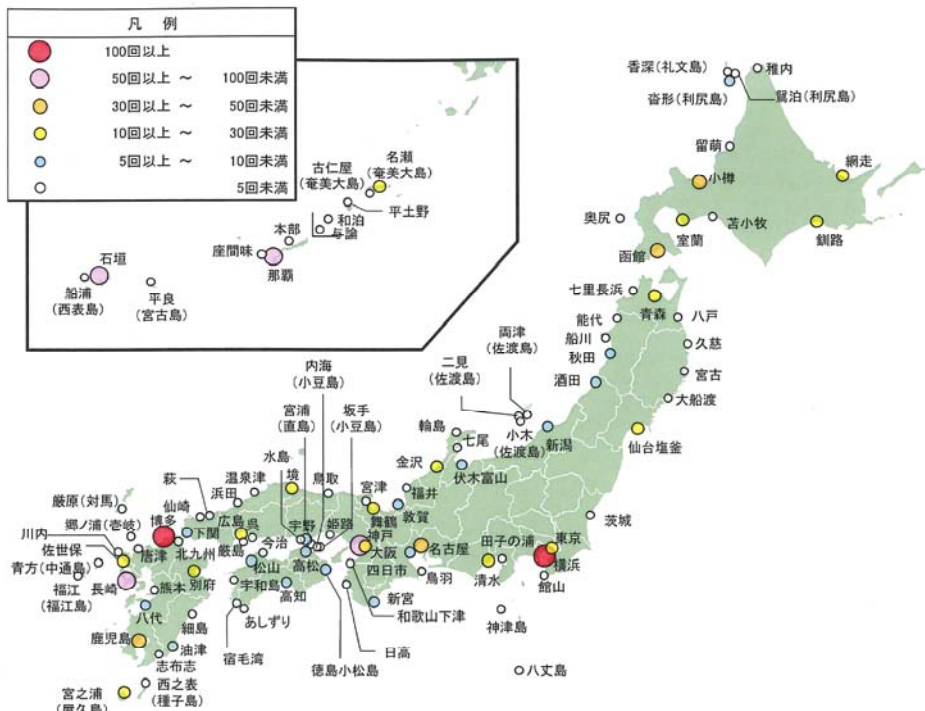 凡 例
100回以上
50回以上 ～ 100回未満
30回以上 ～ 50回未満
10回以上 ～ 30回未満
5回以上 ～ 10回未満
5回未満
香深(礼文島)
稚内
沓形(利尻島)
鴛泊(利尻島)
留萌
小樽
網走
奥尻
室蘭
苫小牧
釧路
函館
古仁屋
(奄美大島)
名瀬
(奄美大島)
平土野
和泊
与論
本部
座間味
那覇
石垣
船浦
(西表島)
平良
(宮古島)
七里長浜
青森
能代
八戸
船川
久慈
秋田
宮古
酒田
大船渡
両津
(佐渡島)
二見
(佐渡島)
小木
(佐渡島)
新潟
仙台塩釜
内海
(小豆島)
宮浦
(直島)
坂手
(小豆島)
輪島
七尾
金沢
伏木富山
水島
温泉津
境
鳥取
宮津
福井
萩
浜田
舞鶴
敦賀
茨城
厳原(対馬)
仙崎
広島
呉
宇野
姫路
神戸
郷ノ浦(壱岐)
博多
下関
川内
厳島
今治
大阪
名古屋
田子の浦
東京
佐世保
唐津
北九州
松山
高松
四日市
横浜
青方(中通島)
鳥羽
清水
館山
福江
(福江島)
長崎
熊本
別府
宇和島
高知
新宮
和歌山下津
八代
細島
あしずり
神津島
鹿児島
油津
宿毛湾
日高
志布志
徳島小松島
八丈島
宮之浦
(屋久島)
西之表
(種子島)